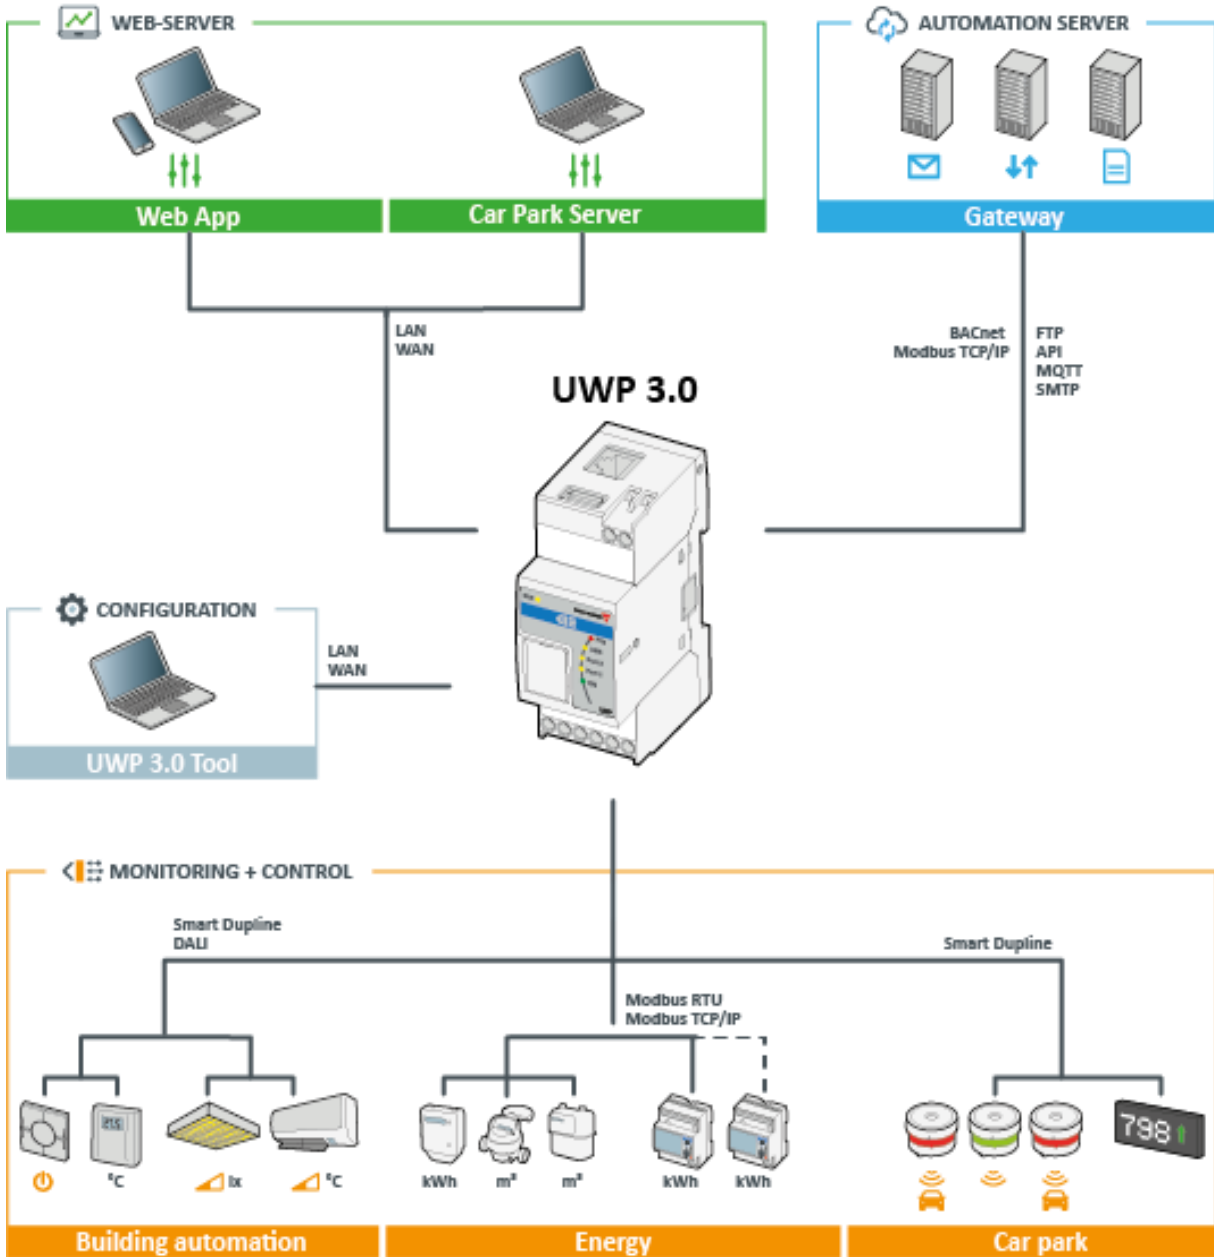 WEB-SERVER
AUTOMATION SERVER
Web App
Car Park Server
Gateway
LAN
WAN
BACnet
Modbus TCP/IP
FTP
API
MQTT
SMTP
UWP 3.0
CONFIGURATION
LAN
WAN
UWP 3.0 Tool
MONITORING + CONTROL
Smart Dupline
DALI
Smart Dupline
Modbus RTU
Modbus TCP/IP
798
°C
lx
°C
kWh
m³
m³
kWh
kWh
Building automation
Energy
Car park